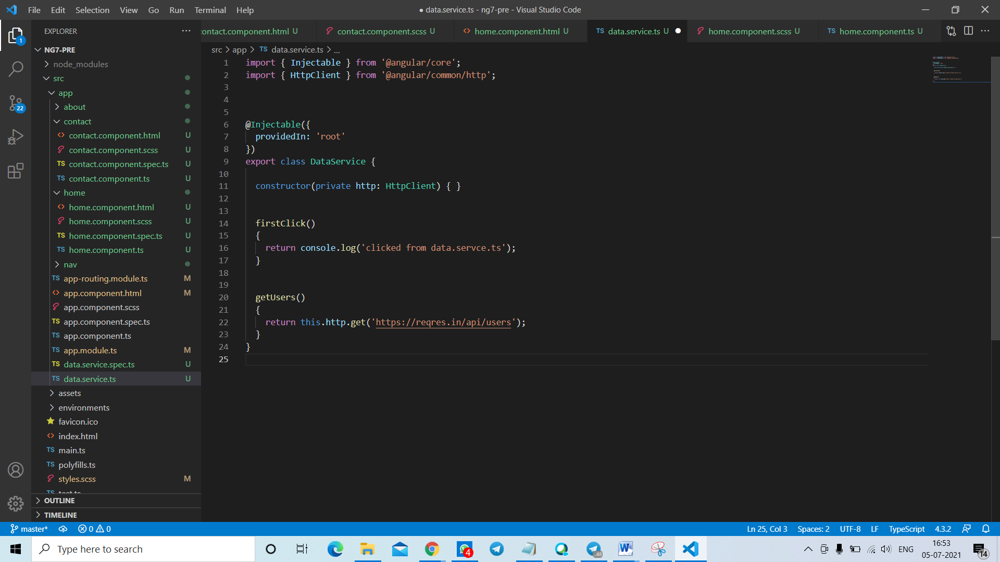 File Edit Selection View Go Run Terminal Help
● data.service.ts - ng7-pre - Visual Studio Code
EXPLORER
contact.component.html U
contact.component.scss U
home.component.html U
TS data.service.ts U
home.component.scss U
TS home.component.ts U
1
22
src > app > TS data.service.ts > ...
NG7-PRE
node_modules
src
app
about
contact
contact.component.html U
contact.component.scss U
TS contact.component.spec.ts U
TS contact.component.ts U
home
home.component.html U
home.component.scss U
TS home.component.spec.ts U
TS home.component.ts U
nav
TS app-routing.module.ts M
app.component.html M
app.component.scss
TS app.component.spec.ts
TS app.component.ts
TS app.module.ts M
TS data.service.spec.ts U
TS data.service.ts U
assets
environments
favicon.ico
index.html
TS main.ts
TS polyfills.ts
styles.scss M
TS test.ts
OUTLINE
TIMELINE
1 import { Injectable } from '@angular/core';
2 import { HttpClient } from '@angular/common/http';
3
4
5
6 @Injectable({
7 providedIn: 'root'
8 })
9 export class DataService {
10
11 constructor(private http: HttpClient) { }
12
13
14 firstClick()
15 {
16 return console.log('clicked from data.servce.ts');
17 }
18
19
20 getUsers()
21 {
22 return this.http.get('https://reqres.in/api/users');
23 }
24 }
25
master* 0 0
Ln 25, Col 3 Spaces: 2 UTF-8 LF TypeScript 4.3.2
Type here to search
4
.48
ENG
16:53
05-07-2021
14